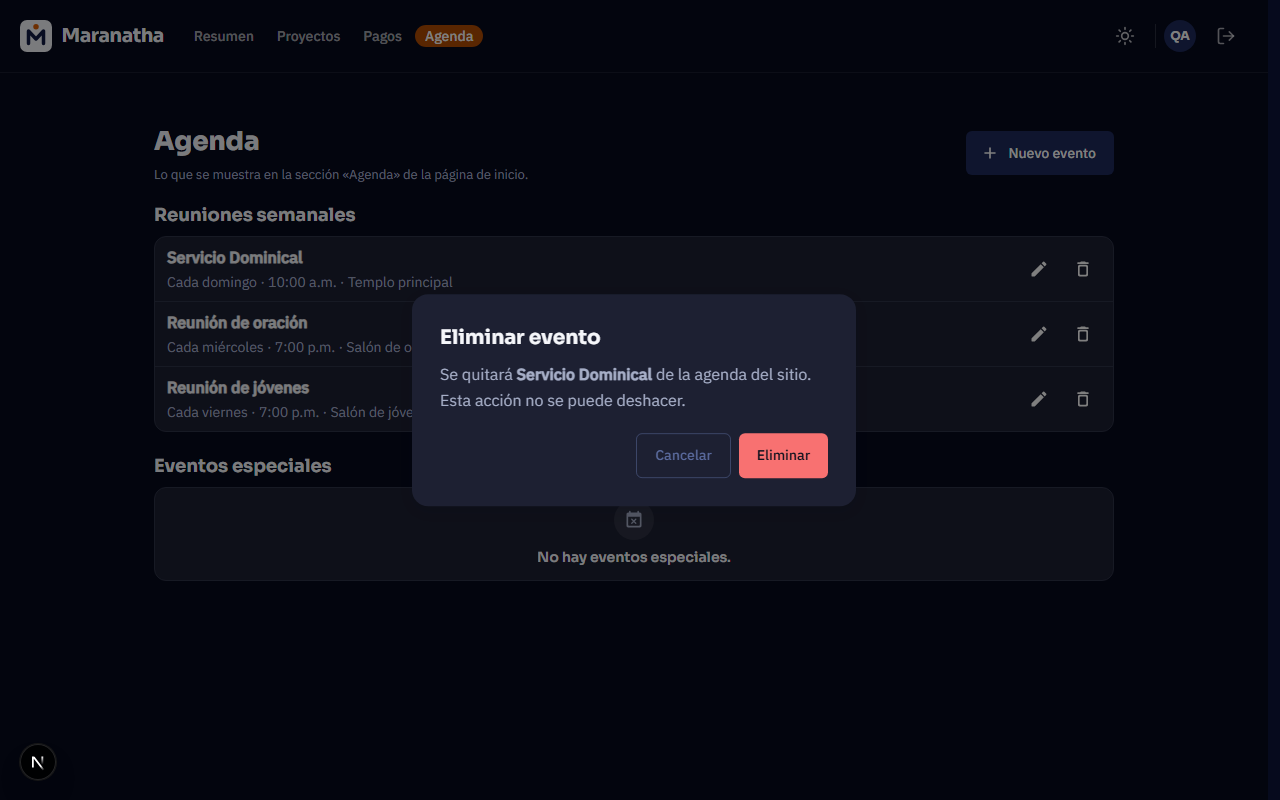 Maranatha
Resumen
Proyectos
Pagos
Agenda
QA
Agenda
Nuevo evento
Lo que se muestra en la sección «Agenda» de la página de inicio.
Reuniones semanales
Servicio Dominical
Cada domingo · 10:00 a.m. · Templo principal
Reunión de oración
Cada miércoles · 7:00 p.m. · Salón de o
Reunión de jóvenes
Cada viernes · 7:00 p.m. · Salón de jóve
Eliminar evento
Se quitará Servicio Dominical de la agenda del sitio.
Esta acción no se puede deshacer.
Cancelar
Eliminar
Eventos especiales
No hay eventos especiales.
N